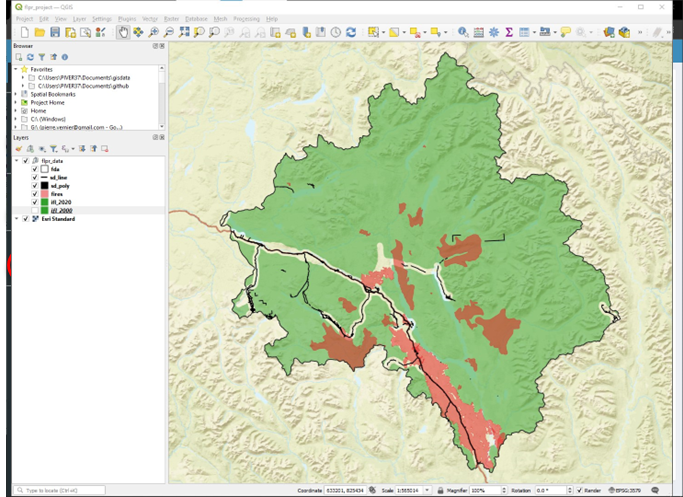 flpr_project — QGIS
Project Edit View Layer Settings Plugins Vector Raster Database Mesh Processing Help
Browser
Favorites
C:\Users\PIVER37\Documents\gisdata
C:\Users\PIVER37\Documents\github
Spatial Bookmarks
Project Home
Home
C:\ (Windows)
G:\ (pierre.vernier@gmail.com - Go...)
Layers
flpr_data
fda
sd_line
sd_poly
fires
ifl_2020
ifl_2000
Esri Standard
Type to locate (Ctrl+K)
Coordinate 633201, 829434 Scale 1:565014 Magnifier 100% Rotation 0.0 ° Render EPSG:3579